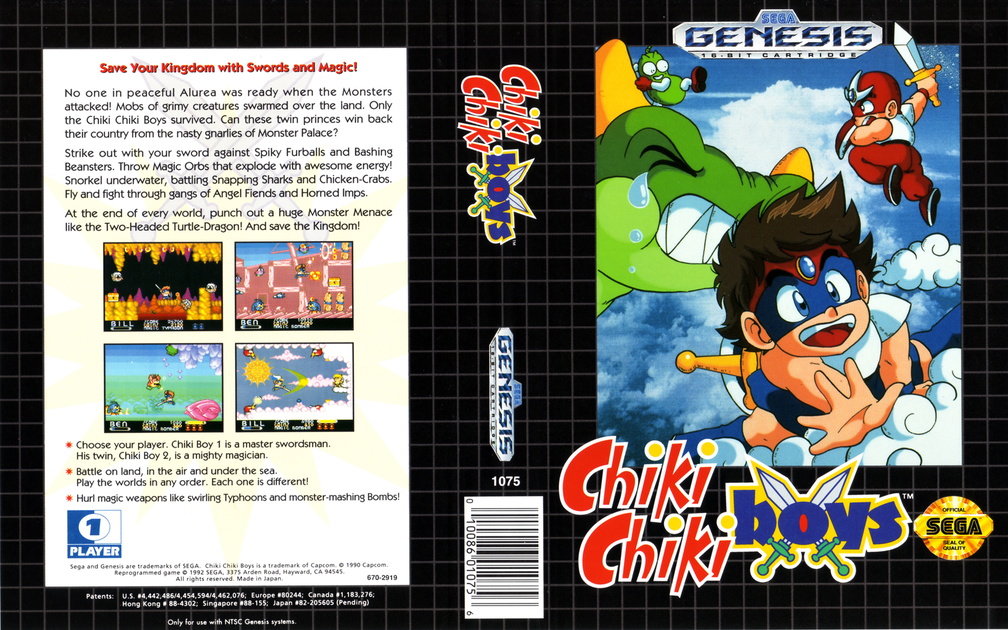 Save Your Kingdom with Swords and Magic!
No one in peaceful Alurea was ready when the Monsters
attacked! Mobs of grimy creatures swarmed over the land. Only
the Chiki Chiki Boys survived. Can these twin princes win back
their country from the nasty gnarlies of Monster Palace?
Strike out with your sword against Spiky Furballs and Bashing
Beansters. Throw Magic Orbs that explode with awesome energy!
Snorkel underwater, battling Snapping Sharks and Chicken-Crabs.
Fly and fight through gangs of Angel Fiends and Horned Imps.
At the end of every world, punch out a huge Monster Menace
like the Two-Headed Turtle-Dragon! And save the Kingdom!
BILL
BEN
BEN
BILL
* Choose your player. Chiki Boy 1 is a master swordsman.
His twin, Chiki Boy 2, is a mighty magician.
* Battle on land, in the air and under the sea.
Play the worlds in any order. Each one is different!
* Hurl magic weapons like swirling Typhoons and monster-mashing Bombs!
1
PLAYER
Sega and Genesis are trademarks of SEGA. Chiki Chiki Boys is a trademark of Capcom. © 1990 Capcom.
Reprogrammed game © 1992 SEGA, 3375 Arden Road, Hayward, CA 94545.
All rights reserved. Made in Japan.
670-2919
Patents: U.S. #4,442,486/4,454,594/4,462,076; Europe #80244; Canada #1,183,276;
Hong Kong # 88-4302; Singapore #88-155; Japan #82-205605 (Pending)
Only for use with NTSC Genesis systems.
Chiki
Chiki
boys™
SEGA
GENESIS
16-BIT CARTRIDGE
1075
0 10086 01075 6
SEGA
GENESIS
16-BIT CARTRIDGE
Chiki
Chiki
boys™
OFFICIAL
SEGA
SEAL OF
QUALITY